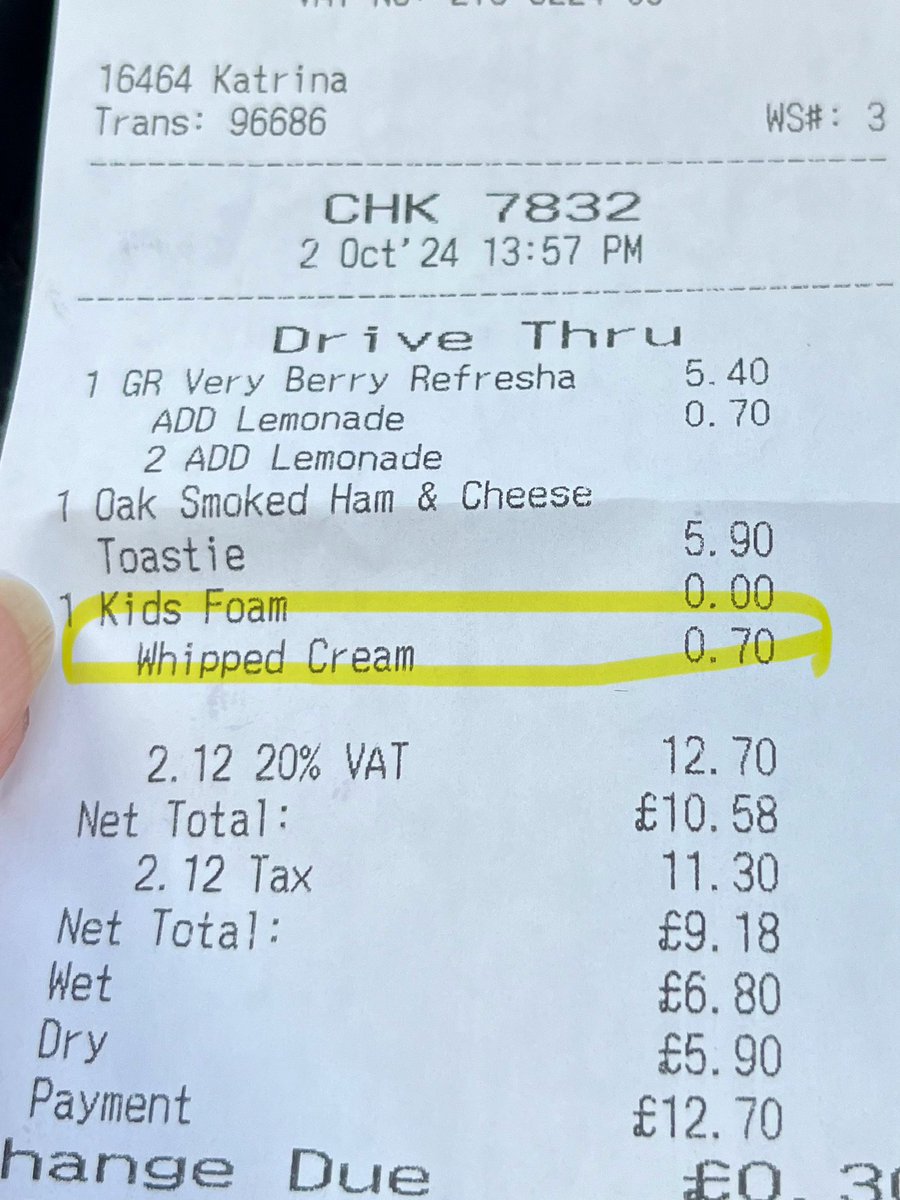 16464 Katrina
Trans: 96686 WS#: 3
CHK 7832
2 Oct'24 13:57 PM
Drive Thru
1 GR Very Berry Refresha 5.40
ADD Lemonade 0.70
2 ADD Lemonade
1 Oak Smoked Ham & Cheese
Toastie 5.90
1 Kids Foam 0.00
Whipped Cream 0.70
2.12 20% VAT 12.70
Net Total: £10.58
2.12 Tax 11.30
Net Total: £9.18
Wet £6.80
Dry £5.90
Payment £12.70
hange Due